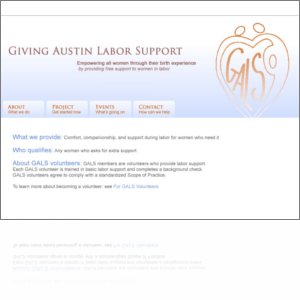 GIVING AUSTIN LABOR SUPPORT
Empowering all women through their birth experience
by providing free support to women in labor
GALS
ABOUT PROJECT EVENTS CONTACT
What we do Get started now What's going on How can we help
What we provide: Comfort, companionship, and support during labor for women who need it
Who qualifies: Any women who asks for extra support
About GALS volunteers: GALS members are volunteers who provide labor support
Each GALS volunteer is trained in basic labor support and completes a background check
GALS volunteers agree to comply with a standardized Scope of Practice.
To learn more about becoming a volunteer: see For GALS Volunteers